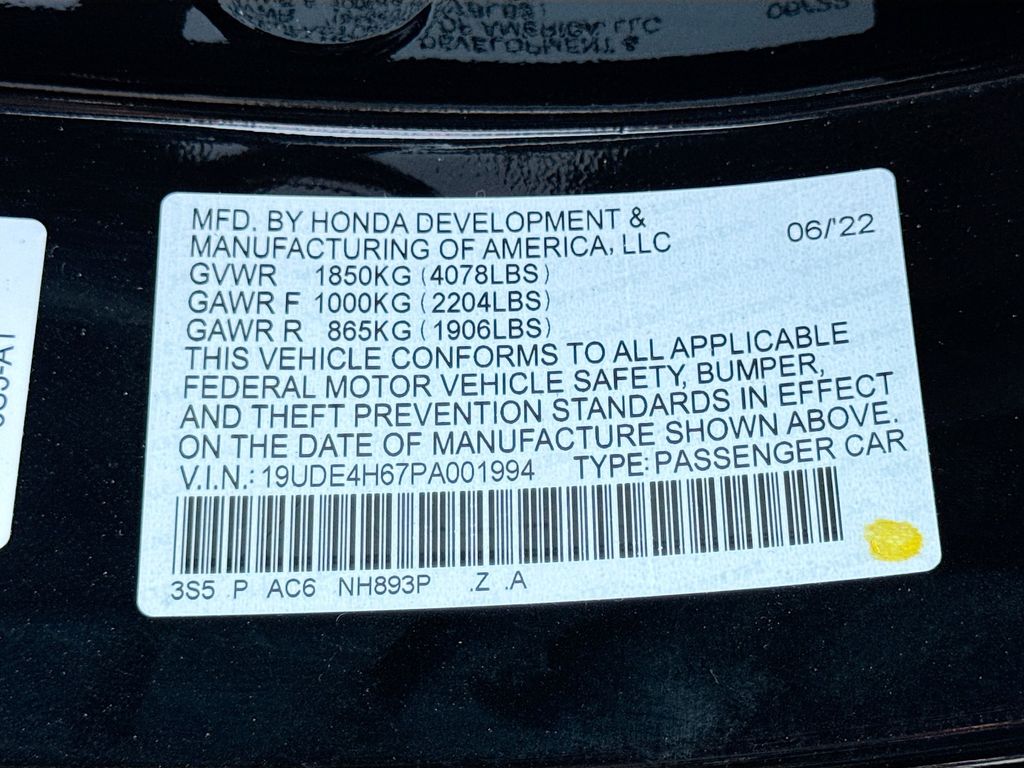 MFD. BY HONDA DEVELOPMENT &
MANUFACTURING OF AMERICA, LLC
06/'22
GVWR 1850KG (4078LBS)
GAWR F 1000KG (2204LBS)
GAWR R 865KG (1906LBS)
THIS VEHICLE CONFORMS TO ALL APPLICABLE
FEDERAL MOTOR VEHICLE SAFETY, BUMPER,
AND THEFT PREVENTION STANDARDS IN EFFECT
ON THE DATE OF MANUFACTURE SHOWN ABOVE.
V.I.N.: 19UDE4H67PA001994 TYPE: PASSENGER CAR
3S5 P AC6 NH893P .Z .A